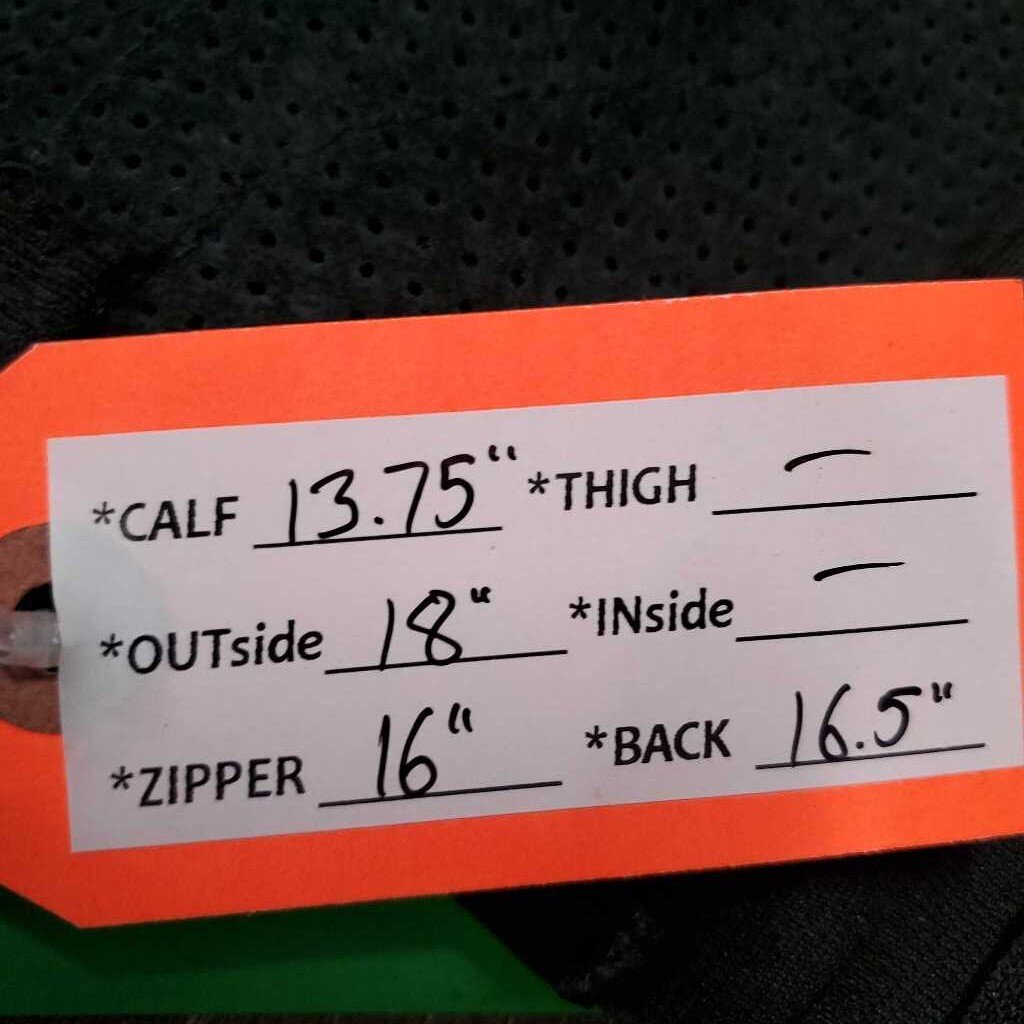 *CALF 13.75" *THIGH —
*OUTside 18" *INside —
*ZIPPER 16" *BACK 16.5"